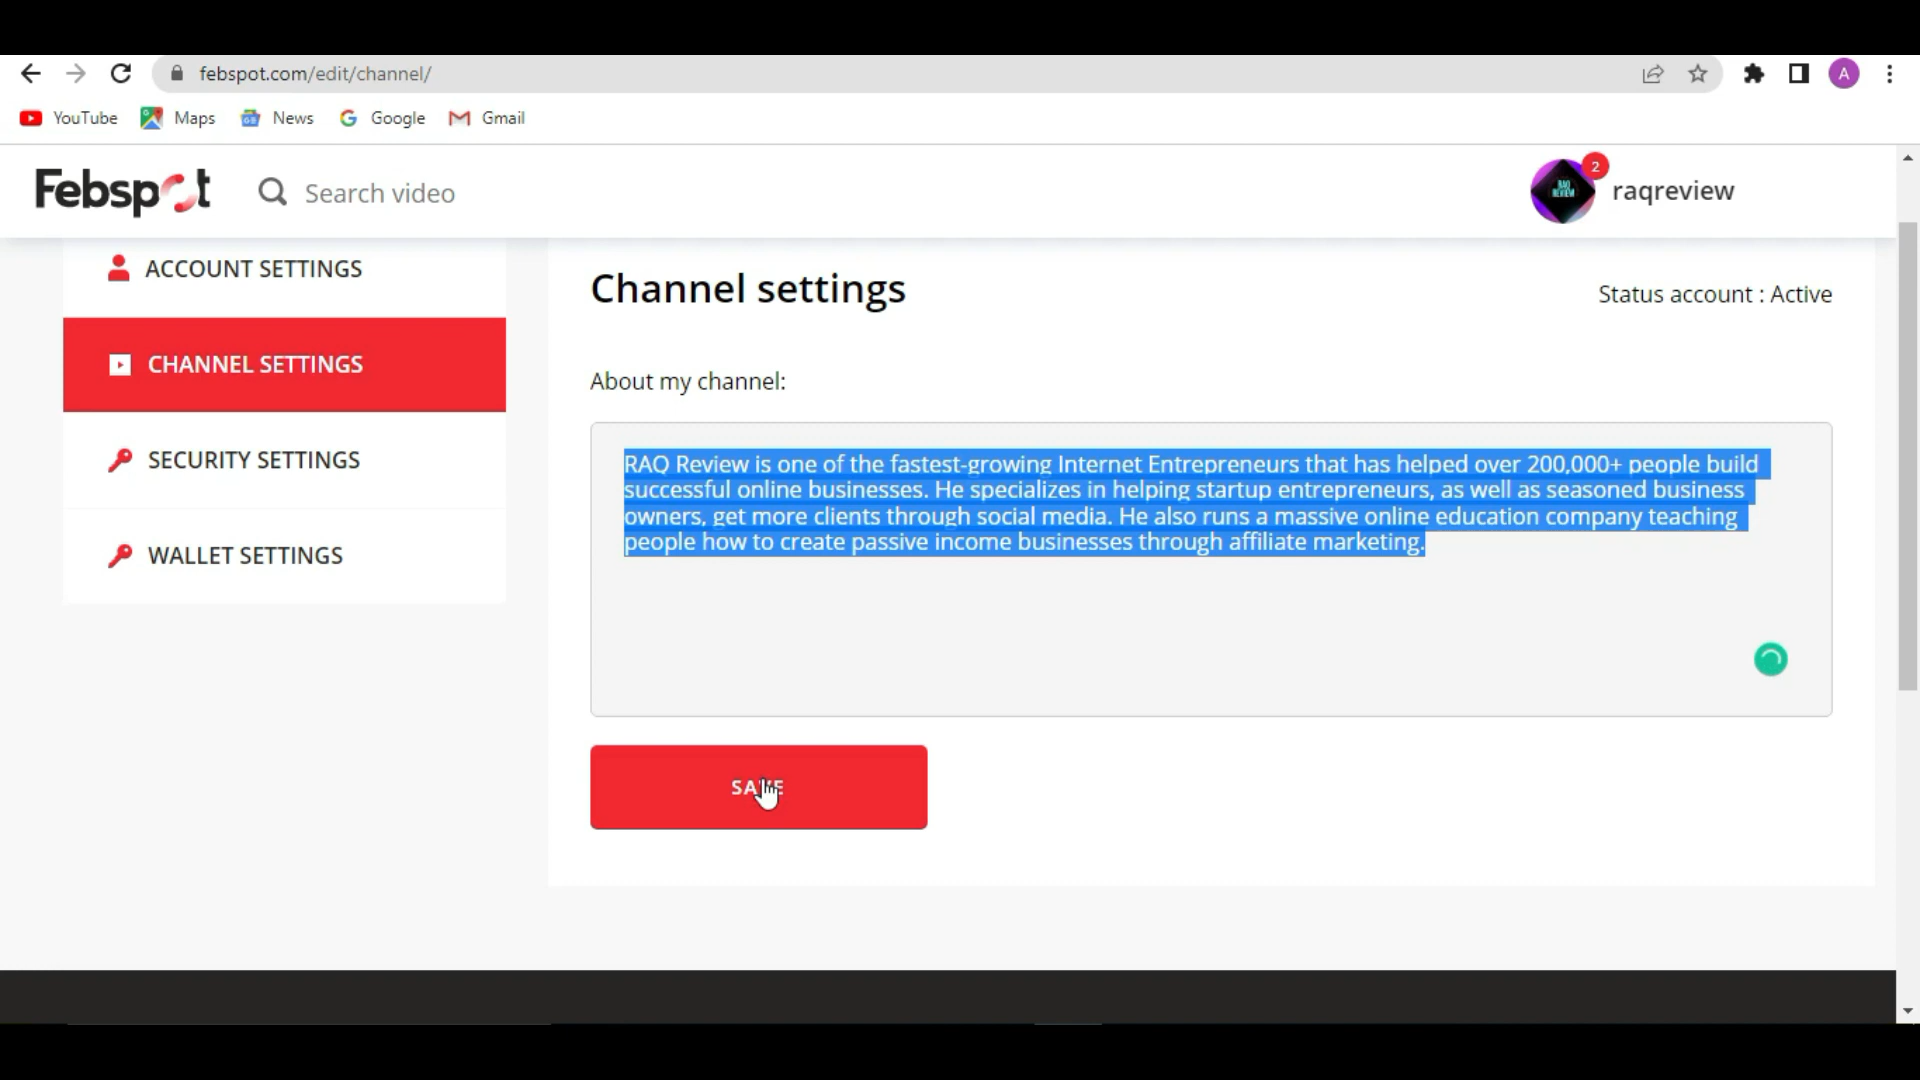 febspot.com/edit/channel/
A
YouTube
Maps
News
Google
Gmail
Febspot
Search video
2
RAQ
REVIEW
raqreview
ACCOUNT SETTINGS
Channel settings
Status account : Active
CHANNEL SETTINGS
About my channel:
SECURITY SETTINGS
RAQ Review is one of the fastest-growing Internet Entrepreneurs that has helped over 200,000+ people build
successful online businesses. He specializes in helping startup entrepreneurs, as well as seasoned business
owners, get more clients through social media. He also runs a massive online education company teaching
people how to create passive income businesses through affiliate marketing.
WALLET SETTINGS
SAVE